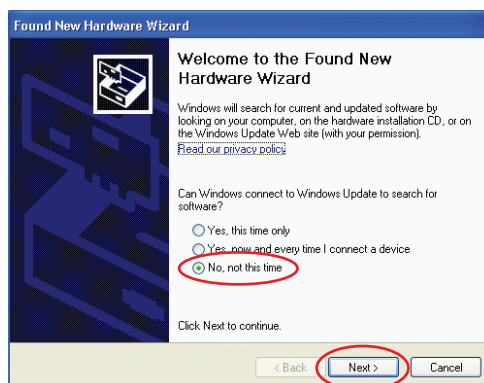 Found New Hardware Wizard
Welcome to the Found New
Hardware Wizard
Windows will search for current and updated software by
looking on your computer, on the hardware installation CD, or on
the Windows Update Web site (with your permission).
Read our privacy policy
Can Windows connect to Windows Update to search for
software?
Yes, this time only
Yes, now and every time I connect a device
No, not this time
Click Next to continue.
< Back
Next >
Cancel